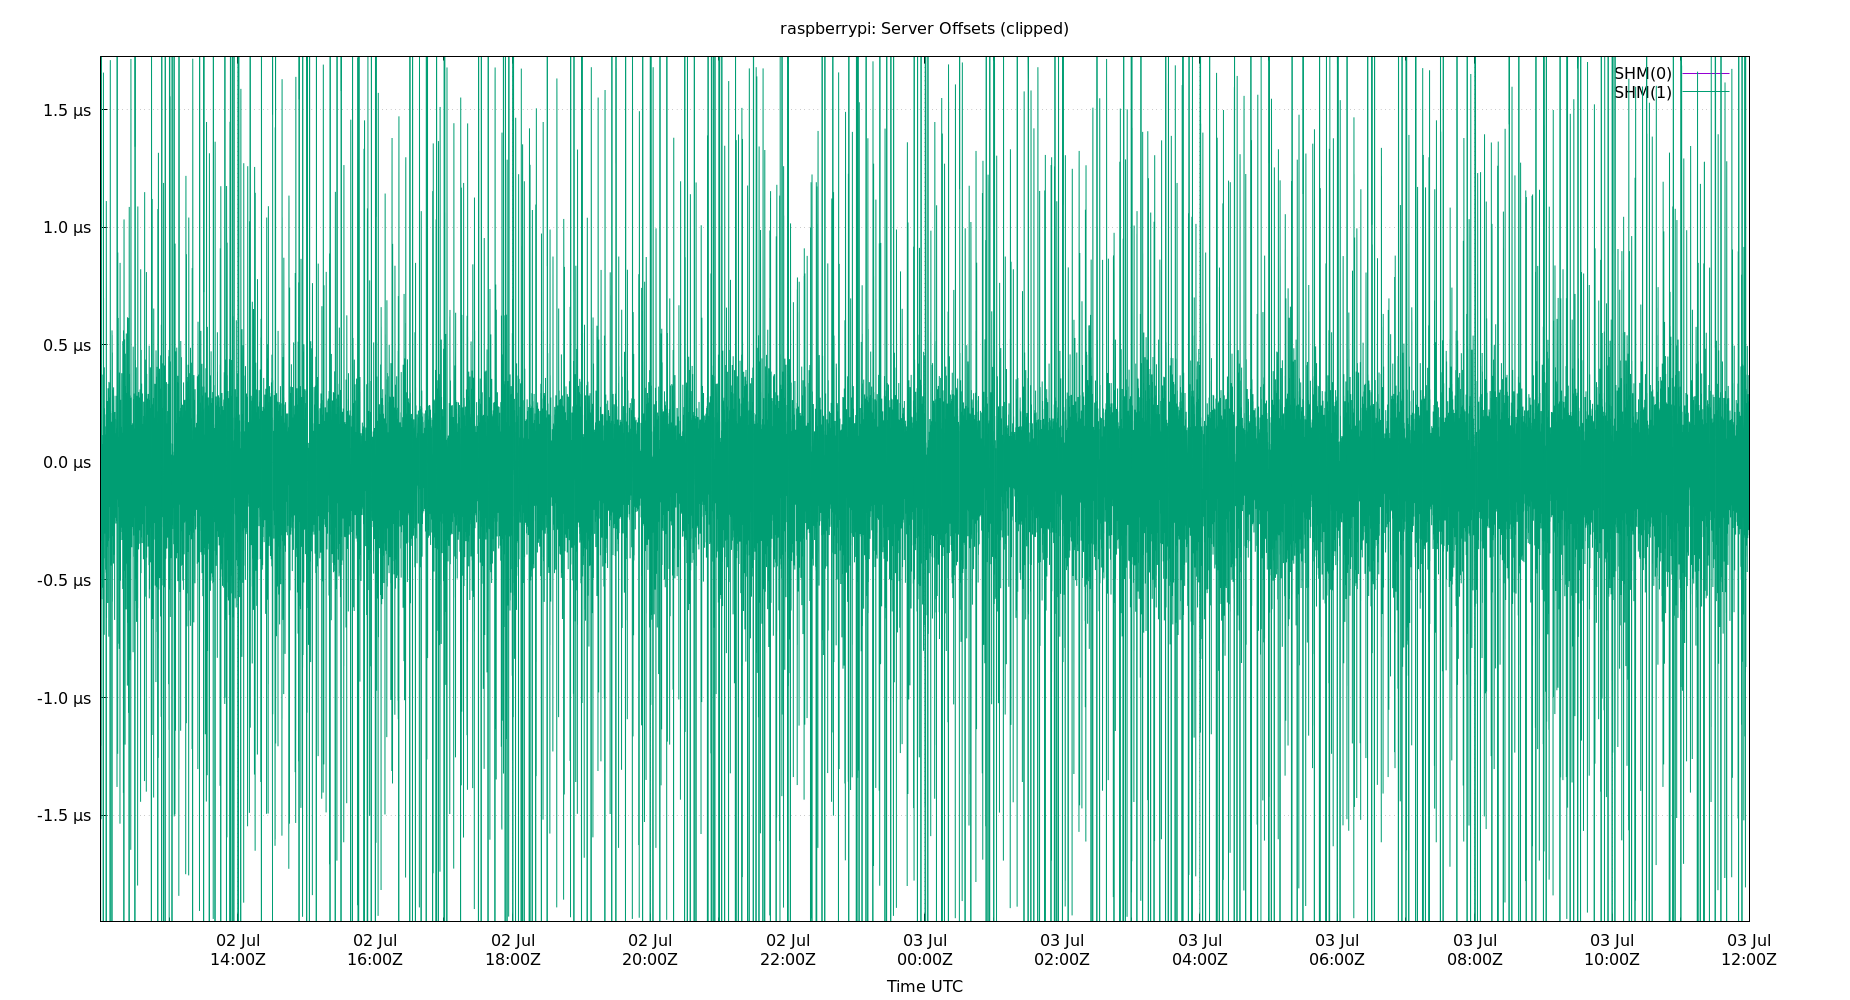 raspberrypi: Server Offsets (clipped)
SHM(0)
SHM(1)
1.5 µs
1.0 µs
0.5 µs
0.0 µs
-0.5 µs
-1.0 µs
-1.5 µs
02 Jul 02 Jul 02 Jul 02 Jul 02 Jul 03 Jul 03 Jul 03 Jul 03 Jul 03 Jul 03 Jul 03 Jul
14:00Z 16:00Z 18:00Z 20:00Z 22:00Z 00:00Z 02:00Z 04:00Z 06:00Z 08:00Z 10:00Z 12:00Z
Time UTC